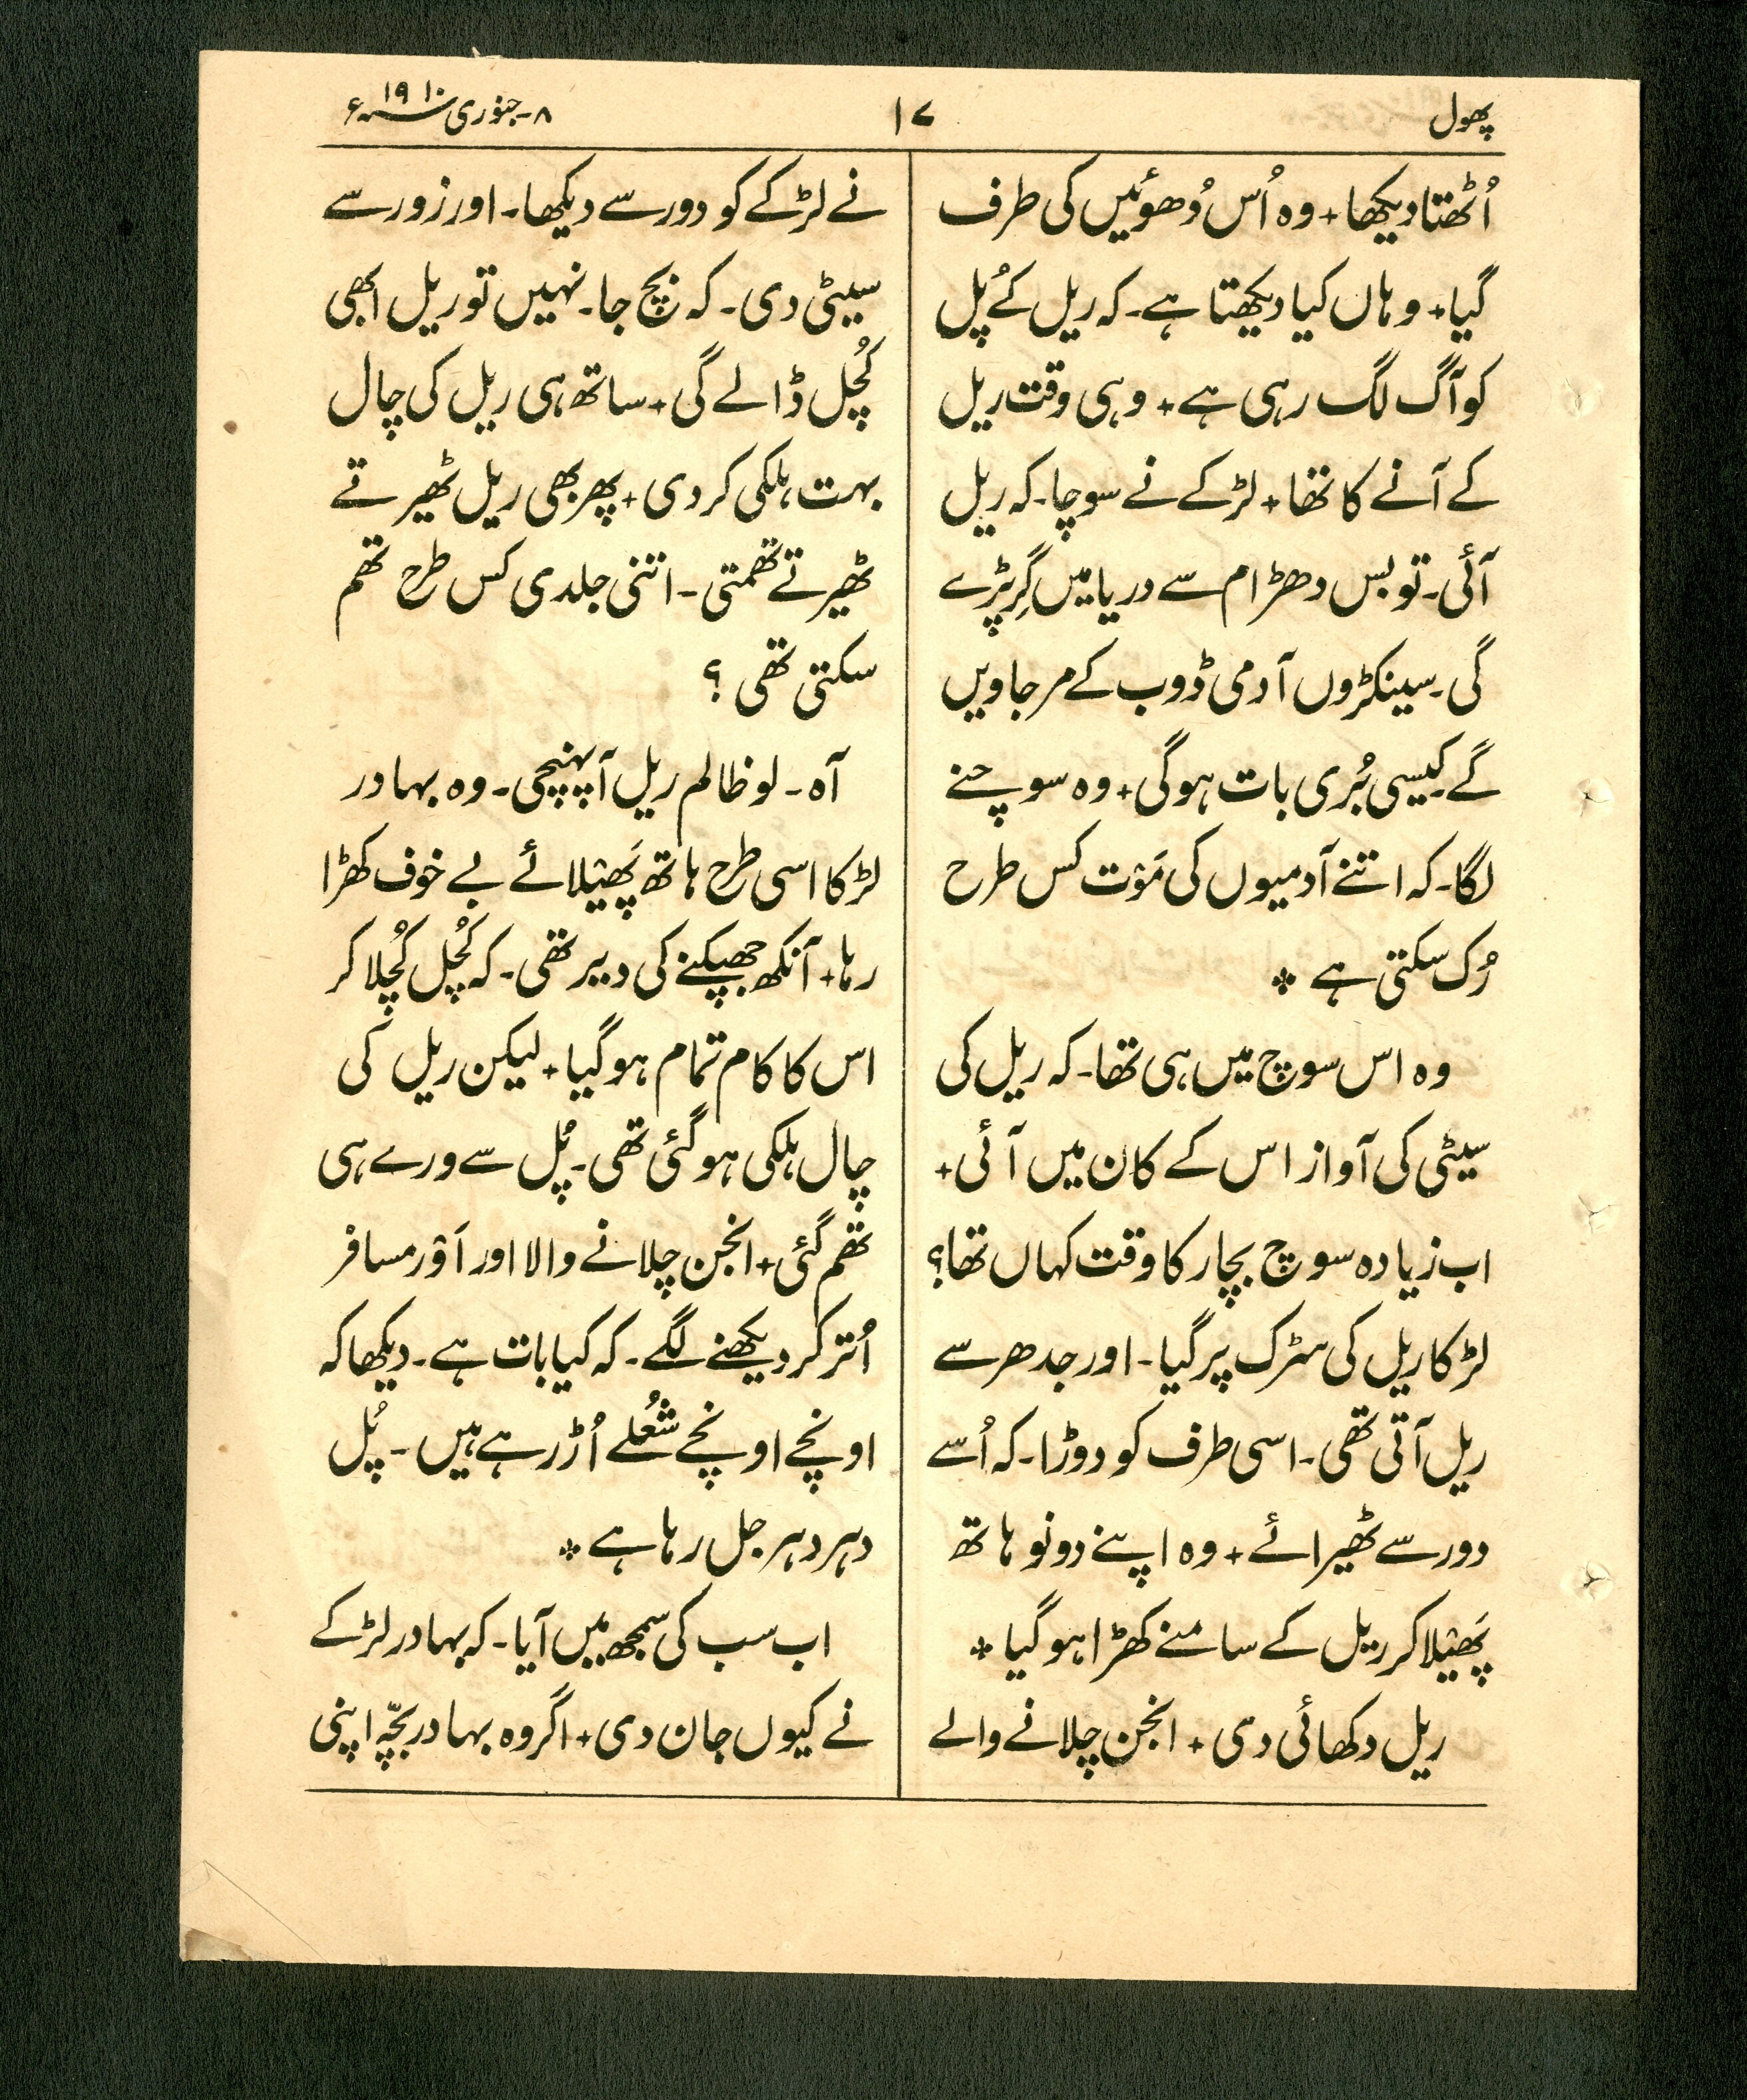 پھول
۱۷
۸۔جنوری سنہ ۱۹۱۰ء
اُٹھتا دیکھا+ وہ اُس دُھوئیں کی طرف
گیا+ وہاں کیا دیکھتا ہے۔ کہ ریل کے پُل
کو آگ لگ رہی ہے+ وہی وقت ریل
کے آنے کا تھا+ لڑکے نے سوچا۔ کہ ریل
آئی۔ تو بس دھڑام سے دریا میں گِر پڑے
گی۔ سینکڑوں آدمی ڈوب کے مر جاویں
گے۔ کیسی بُری بات ہوگی+ وہ سوچنے
لگا۔ کہ اتنے آدمیوں کی مَوْت کس طرح
رُک سکتی ہے ⁂
وہ اس سوچ میں ہی تھا۔ کہ ریل کی
سیٹی کی آواز اس کے کان میں آئی+
اب زیادہ سوچ بچار کا وقت کہاں تھا؟
لڑکا ریل کی سڑک پر گیا۔ اور جدھر سے
ریل آتی تھی۔ اسی طرف کو دوڑا۔ کہ اُسے
دور سے ٹھیرائے+ وہ اپنے دونو ہاتھ
پَھیْلا کر ریل کے سامنے کھڑا ہو گیا ⁂
ریل دکھائی دی+ انجن چلانے والے
نے لڑکے کو دور سے دیکھا۔ اور زور سے
سیٹی دی۔ کہ بچ جا۔ نہیں تو ریل ابھی
کُچل ڈالے گی+ ساتھ ہی ریل کی چال
بہت ہلکی کر دی+ پھر بھی ریل ٹھیرتے
ٹھیرتے تھمتی۔ اتنی جلدی کس طرح تھم
سکتی تھی؟
آہ۔ لو ظالم ریل آ پہنچی۔ وہ بہادر
لڑکا اسی طرح ہاتھ پَھیْلائے بے خوف کھڑا
رہا+ آنکھ جھپکنے کی دیر تھی۔ کہ کُچل کُچلا کر
اس کا کام تمام ہو گیا+ لیکن ریل کی
چال ہلکی ہو گئی تھی۔ پُل سے ورے ہی
تھم گئی+ انجن چلانے والا اور اَوْر مسافر
اُتر کر دیکھنے لگے۔ کہ کیا بات ہے۔ دیکھا کہ
اونچے اونچے شُعلے اُڑ رہے ہیں۔ پُل
دہر دہر جل رہا ہے ⁂
اب سب کی سمجھ میں آیا۔ کہ بہادر لڑکے
نے کیوں جان دی+ اگر وہ بہادر بچّہ اپنی